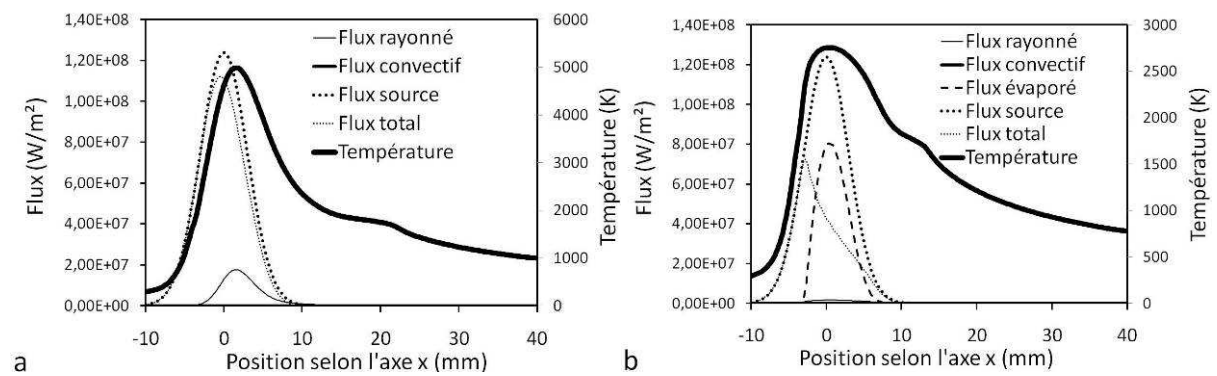 1,40E+08
1,20E+08
1,00E+08
8,00E+07
6,00E+07
4,00E+07
2,00E+07
0,00E+00
Flux (W/m²)
Flux rayonné
Flux convectif
Flux source
Flux total
Température
6000
5000
4000
3000
2000
1000
0
Température (K)
-10 0 10 20 30 40
Position selon l'axe x (mm)
a
1,40E+08
1,20E+08
1,00E+08
8,00E+07
6,00E+07
4,00E+07
2,00E+07
0,00E+00
Flux (W/m²)
Flux rayonné
Flux convectif
Flux évaporé
Flux source
Flux total
Température
3000
2500
2000
1500
1000
500
0
Température (K)
-10 0 10 20 30 40
Position selon l'axe x (mm)
b